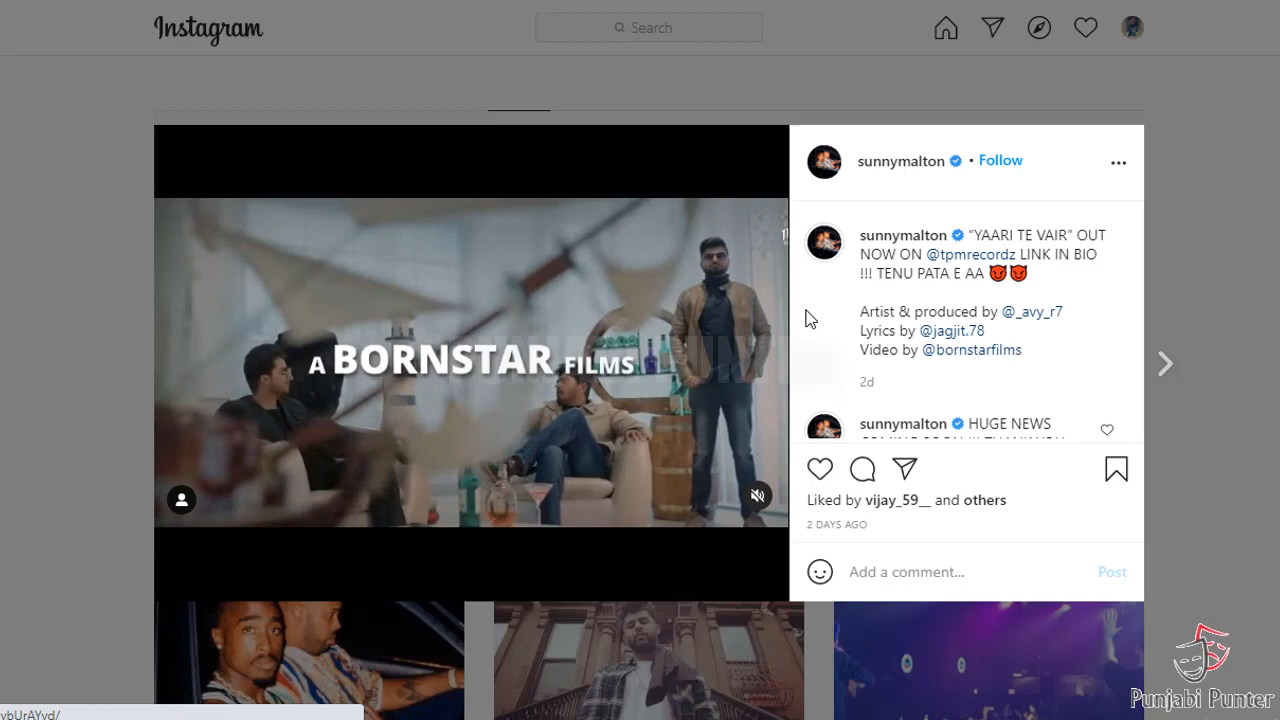 Instagram
Search
sunnymalton • Follow
sunnymalton “YAARI TE VAIR” OUT
NOW ON @tpmrecordz LINK IN BIO
!!! TENU PATA E AA 😈😈
Artist & produced by @_avy_r7
Lyrics by @jagjit.78
Video by @bornstarfilms
2d
sunnymalton HUGE NEWS
A BORNSTAR FILMS
Liked by vijay_59__ and others
2 DAYS AGO
Add a comment... Post
Punjabi Punter
ybUrAYvd/